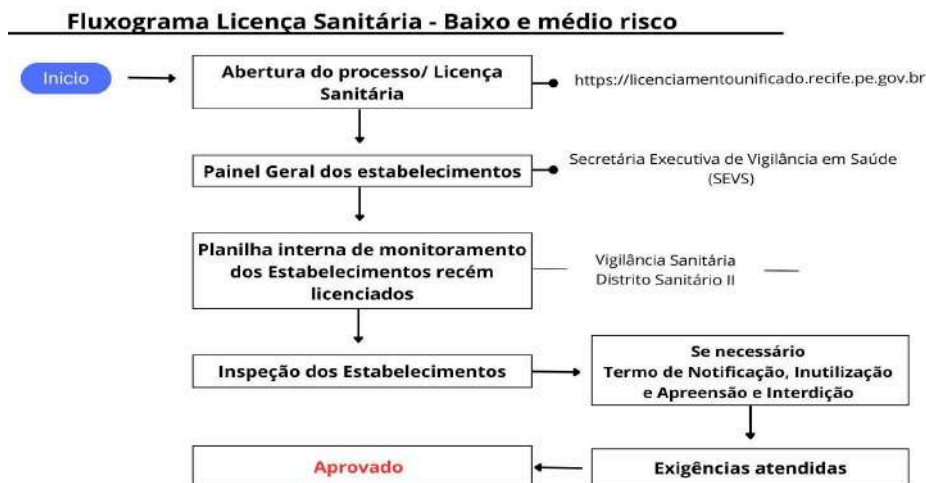 Fluxograma Licença Sanitária - Baixo e médio risco
Inicio
Abertura do processo/ Licença
Sanitária
https://licenciamentounificado.recife.pe.gov.br
Painel Geral dos estabelecimentos
Secretária Executiva de Vigilância em Saúde
(SEVS)
Planilha interna de monitoramento
dos Estabelecimentos recém
licenciados
Vigilância Sanitária
Distrito Sanitário II
Inspeção dos Estabelecimentos
Se necessário
Termo de Notificação, Inutilização
e Apreensão e Interdição
Aprovado
Exigências atendidas